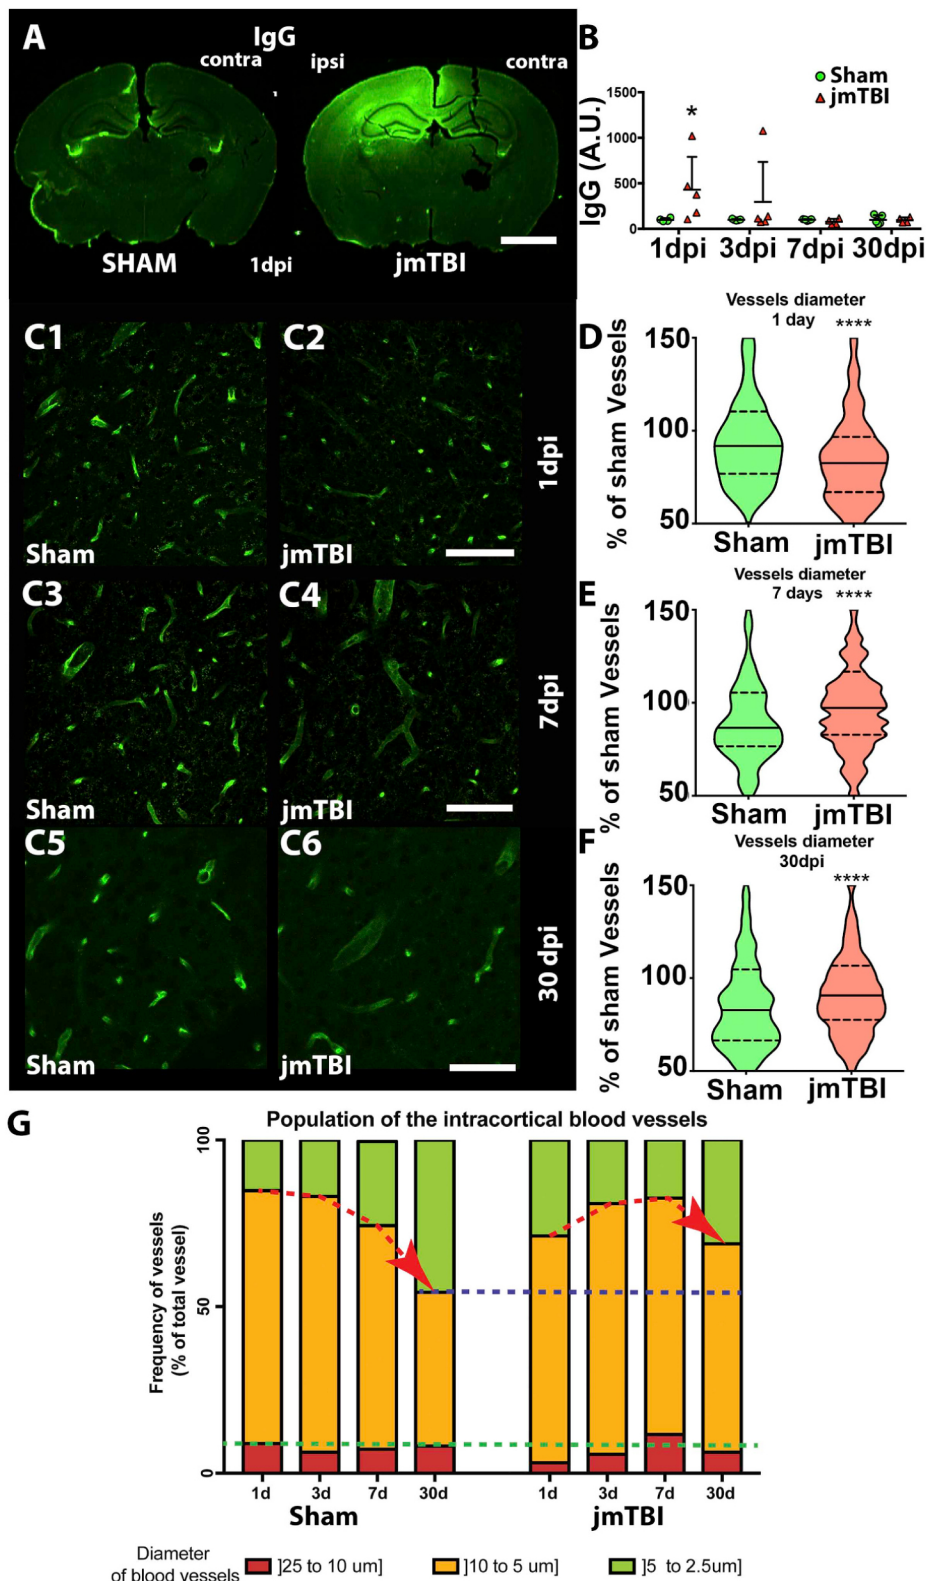 A
IgG
contra
ipsi
contra
SHAM
1dpi
jmTBI
B
Sham
jmTBI
IgG (A.U.)
1500
1000
500
0
*
1dpi 3dpi 7dpi 30dpi
C1
C2
Sham
jmTBI
1dpi
C3
C4
Sham
jmTBI
7dpi
C5
C6
Sham
jmTBI
30 dpi
D
Vessels diameter
1 day
****
% of sham Vessels
150
100
50
Sham
jmTBI
E
Vessels diameter
7 days
****
% of sham Vessels
150
100
50
Sham
jmTBI
F
Vessels diameter
30dpi
****
% of sham Vessels
150
100
50
Sham
jmTBI
G
Population of the intracortical blood vessels
Frequency of vessels
(% of total vessel)
100
50
0
1d 3d 7d 30d 1d 3d 7d 30d
Sham
jmTBI
Diameter
of blood vessels
]25 to 10 um]
]10 to 5 um]
]5 to 2.5um]